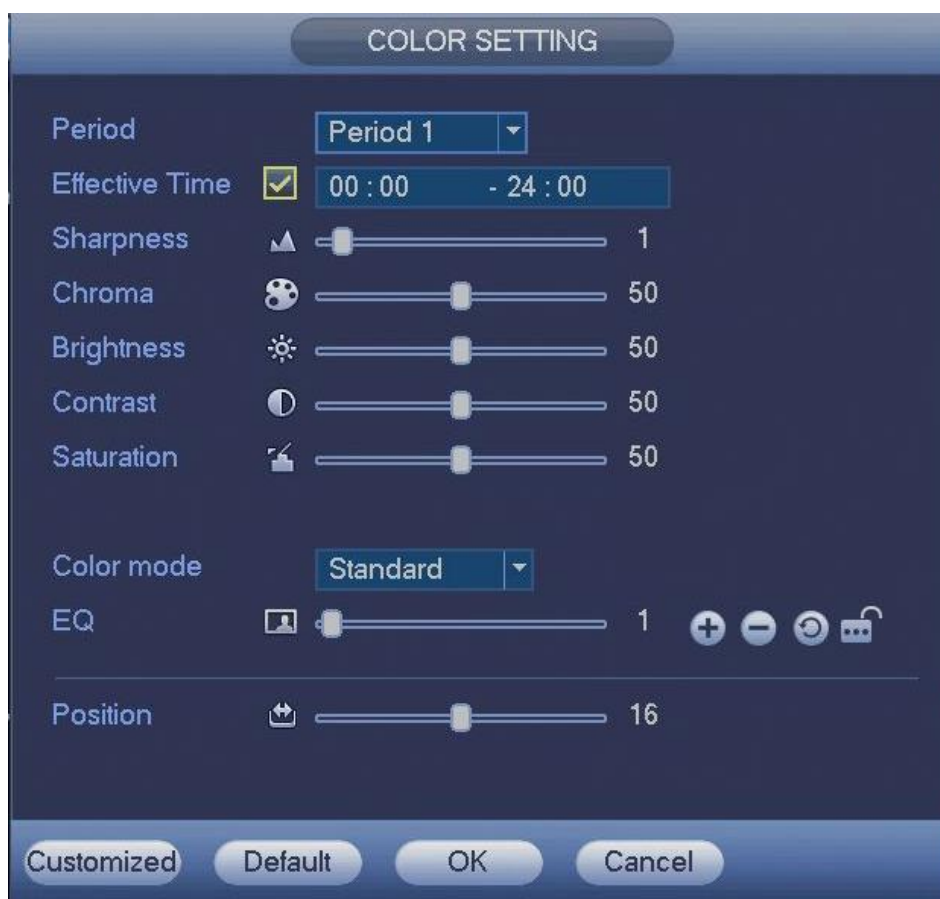 COLOR SETTING
Period Period 1
Effective Time 00 : 00 - 24 : 00
Sharpness 1
Chroma 50
Brightness 50
Contrast 50
Saturation 50
Color mode Standard
EQ 1
Position 16
Customized Default OK Cancel